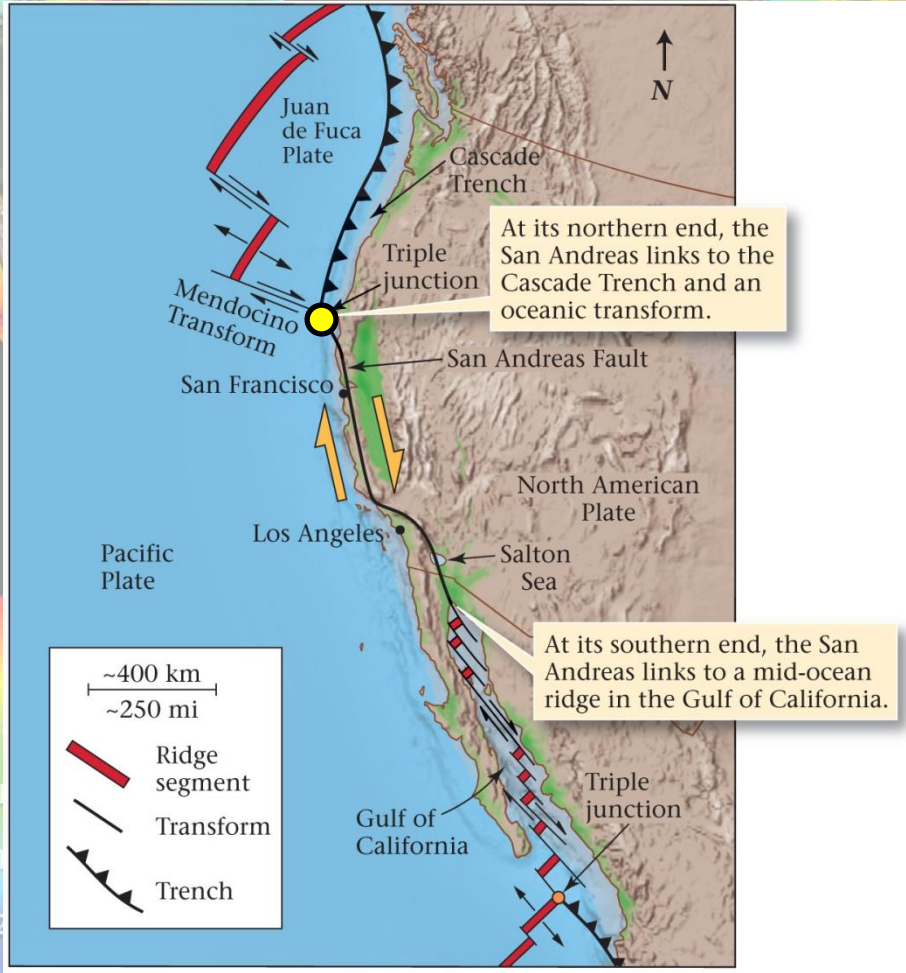 N
Juan
de Fuca
Plate
Cascade
Trench
At its northern end, the
San Andreas links to the
Cascade Trench and an
oceanic transform.
Triple
junction
Mendocino
Transform
San Andreas Fault
San Francisco
North American
Plate
Los Angeles
Pacific
Plate
Salton
Sea
At its southern end, the San
Andreas links to a mid-ocean
ridge in the Gulf of California.
~400 km
~250 mi
Ridge
segment
Transform
Trench
Triple
junction
Gulf of
California